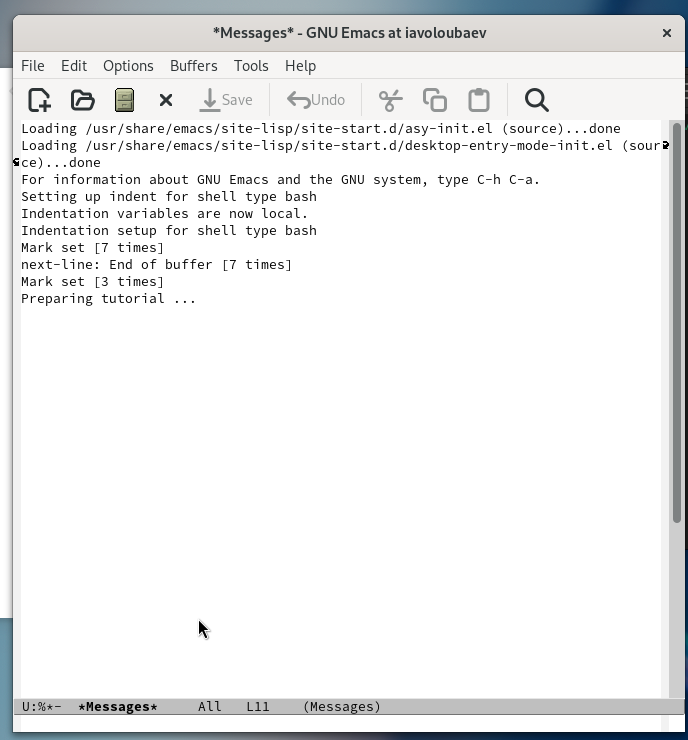 *Messages* - GNU Emacs at iavoloubaev
File Edit Options Buffers Tools Help
Save Undo
Loading /usr/share/emacs/site-lisp/site-start.d/asy-init.el (source)...done
Loading /usr/share/emacs/site-lisp/site-start.d/desktop-entry-mode-init.el (sour
ce)...done
For information about GNU Emacs and the GNU system, type C-h C-a.
Setting up indent for shell type bash
Indentation variables are now local.
Indentation setup for shell type bash
Mark set [7 times]
next-line: End of buffer [7 times]
Mark set [3 times]
Preparing tutorial ...
U:%*- *Messages* All L11 (Messages)